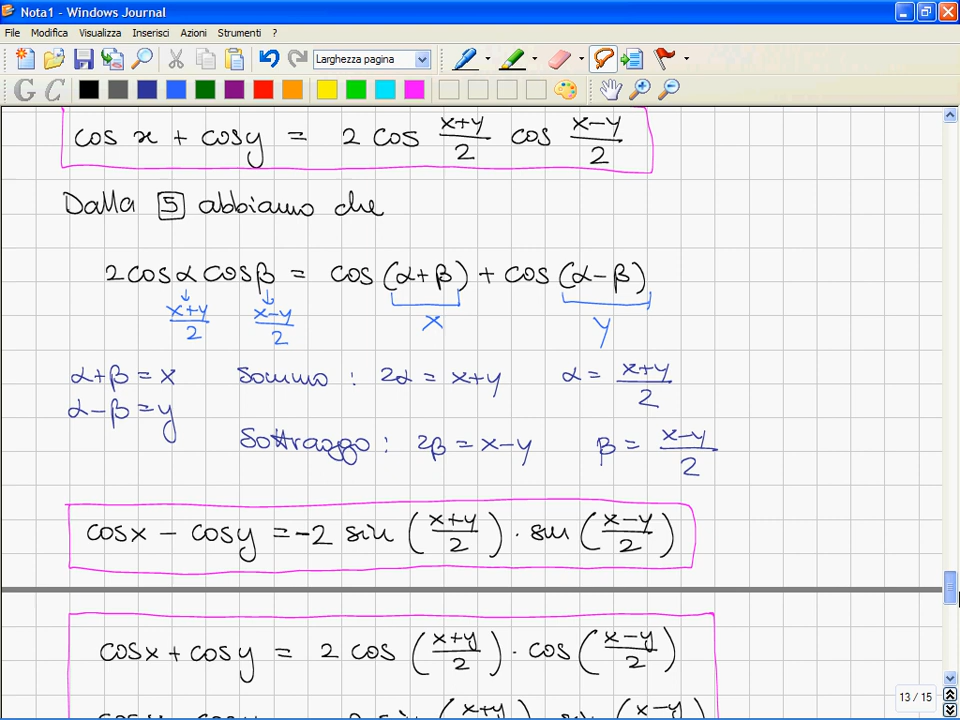 Nota1 - Windows Journal
File Modifica Visualizza Inserisci Azioni Strumenti ?
Larghezza pagina
G C
cos x + cos y = 2 cos (x+y)/2 cos (x-y)/2
Dalla [5] abbiamo che
2 cos α cos β = cos (α+β) + cos (α-β)
↓ ↓
(x+y)/2 (x-y)/2 x y
α+β = x Sommo : 2α = x+y α = (x+y)/2
α-β = y
Sottraggo : 2β = x-y β = (x-y)/2
cos x - cos y = -2 sin ((x+y)/2) · sin ((x-y)/2)
cos x + cos y = 2 cos ((x+y)/2) · cos ((x-y)/2)
13 / 15